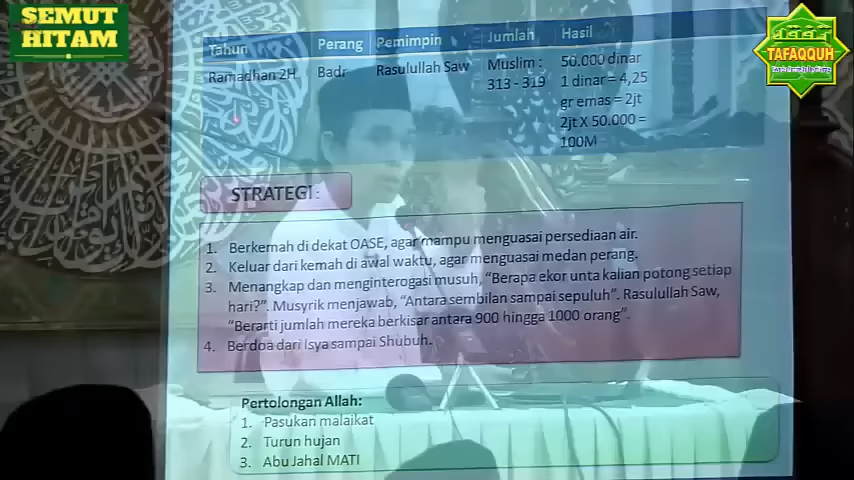 SEMUT
HITAM
TAFAQQUH
Tahun Perang Pemimpin Jumlah Hasil
Ramadhan 2H Badr Rasulullah Saw Muslim : 50.000 dinar
313 - 319 1 dinar = 4,25
gr emas = 2jt
2jt X 50.000 =
100M
STRATEGI :
1. Berkemah di dekat OASE, agar mampu menguasai persediaan air.
2. Keluar dari kemah di awal waktu, agar menguasai medan perang.
3. Menangkap dan menginterogasi musuh, “Berapa ekor unta kalian potong setiap
hari?”. Musyrik menjawab, “Antara sembilan sampai sepuluh”. Rasulullah Saw,
“Berarti jumlah mereka berkisar antara 900 hingga 1000 orang”.
4. Berdoa dari Isya sampai Shubuh.
Pertolongan Allah:
1. Pasukan malaikat
2. Turun hujan
3. Abu Jahal MATI